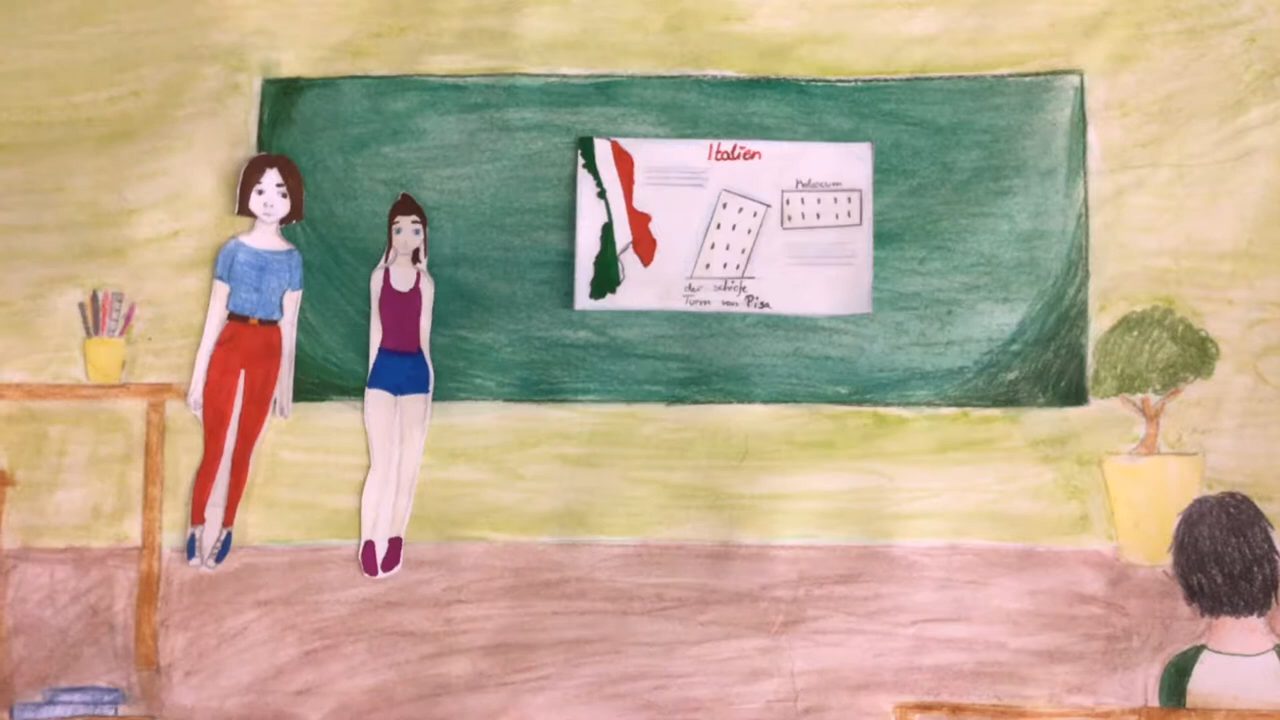 Italien
Kolosseum
der schiefe
Turm von Pisa